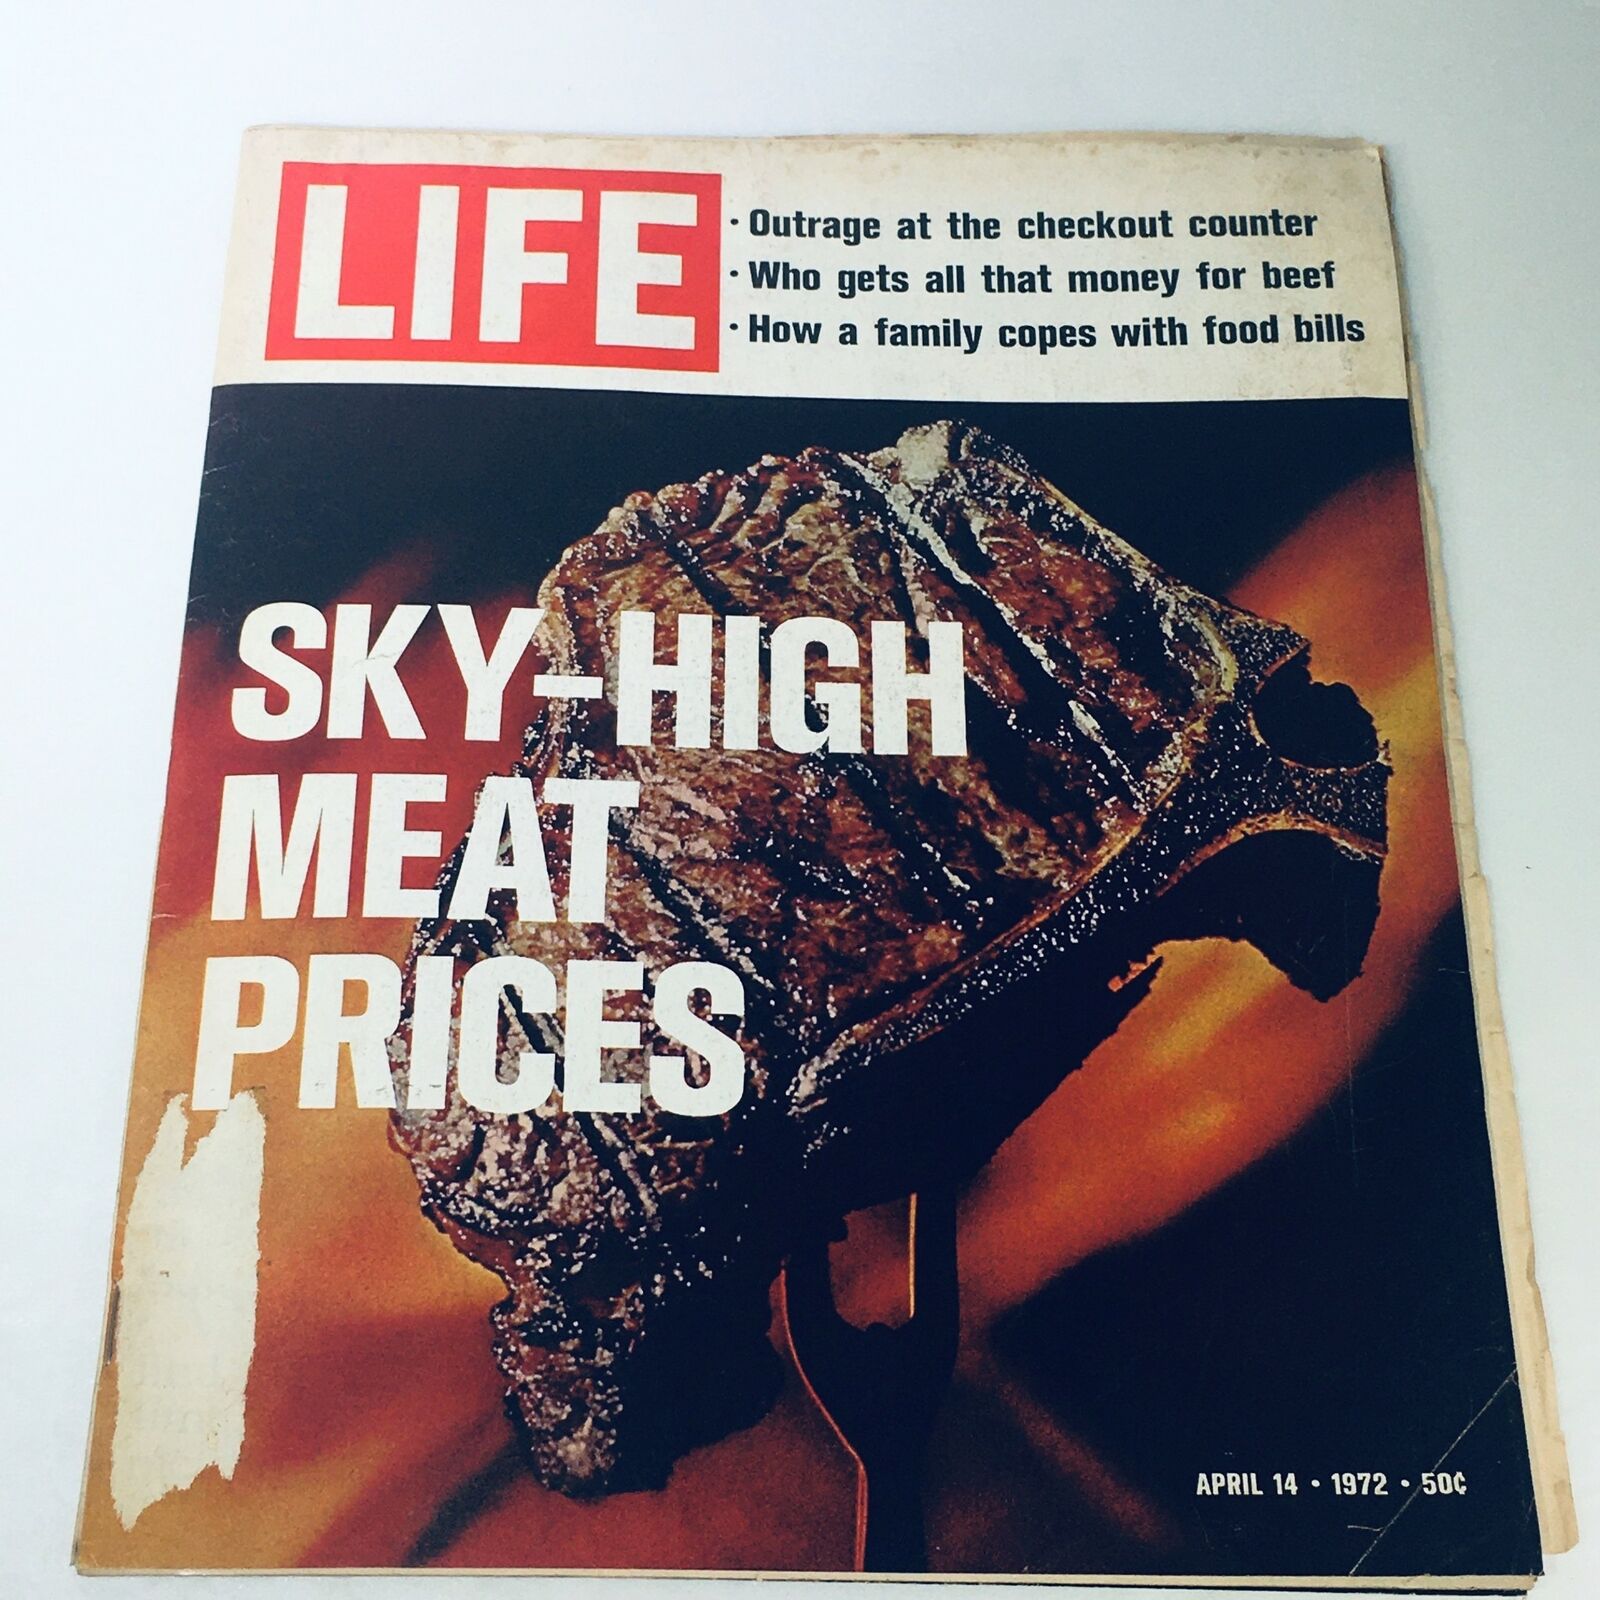 LIFE
· Outrage at the checkout counter
· Who gets all that money for beef
· How a family copes with food bills
SKY-HIGH
MEAT
PRICES
APRIL 14 · 1972 · 50¢